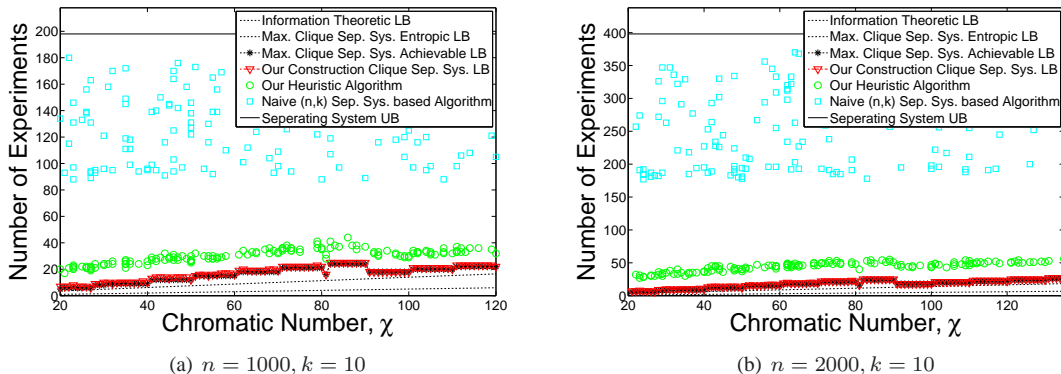 Number of Experiments
200
180
160
140
120
100
80
60
40
20
0
20
40
60
80
100
120
Chromatic Number, χ
Information Theoretic LB
Max. Clique Sep. Sys. Entropic LB
Max. Clique Sep. Sys. Achievable LB
Our Construction Clique Sep. Sys. LB
Our Heuristic Algorithm
Naive (n,k) Sep. Sys. based Algorithm
Seperating System UB
(a) n = 1000, k = 10
Number of Experiments
400
350
300
250
200
150
100
50
0
20
40
60
80
100
120
Chromatic Number, χ
Information Theoretic LB
Max. Clique Sep. Sys. Entropic LB
Max. Clique Sep. Sys. Achievable LB
Our Construction Clique Sep. Sys. LB
Our Heuristic Algorithm
Naive (n,k) Sep. Sys. based Algorithm
Seperating System UB
(b) n = 2000, k = 10